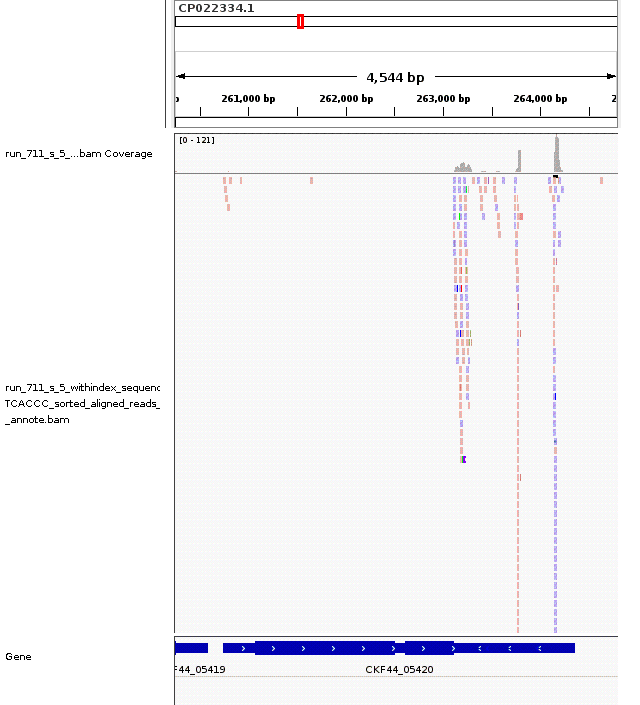 CP022334.1
4,544 bp
261,000 bp 262,000 bp 263,000 bp 264,000 bp 2
[0 - 121]
run_711_s_5_...bam Coverage
run_711_s_5_withindex_sequenc
TCACCC_sorted_aligned_reads_
_annote.bam
Gene
F44_05419 CKF44_05420